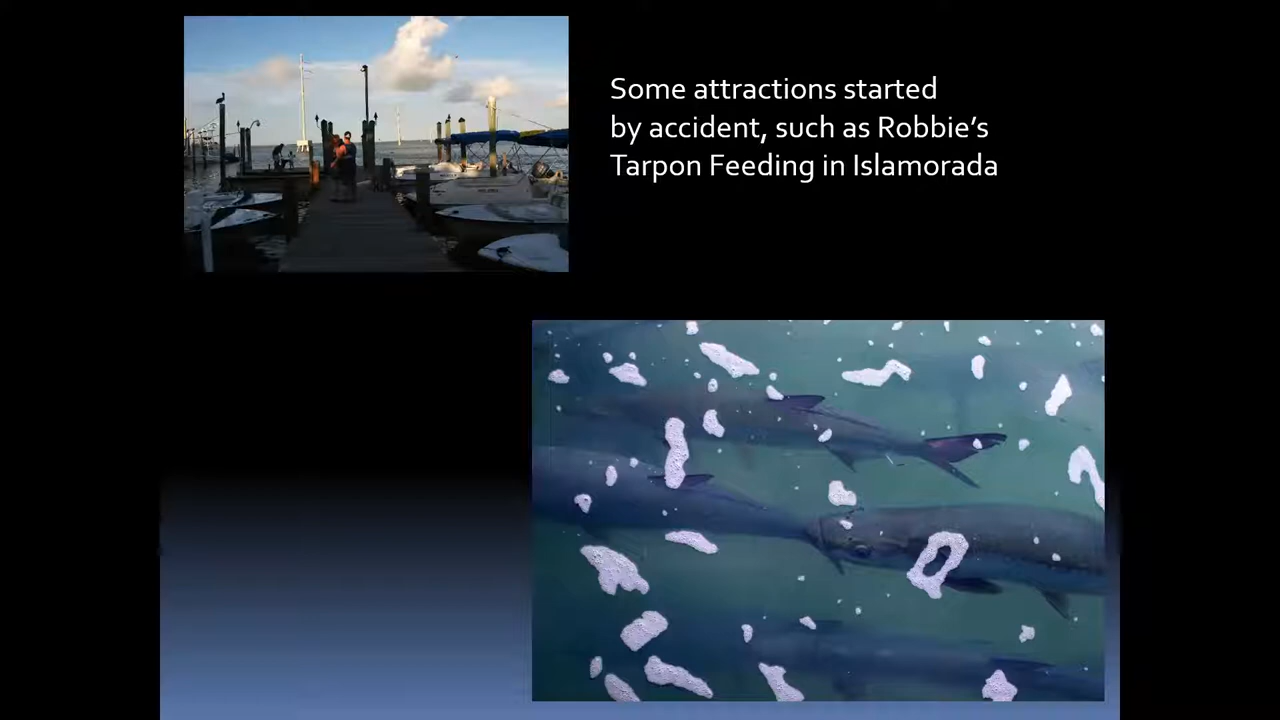 Some attractions started
by accident, such as Robbie’s
Tarpon Feeding in Islamorada